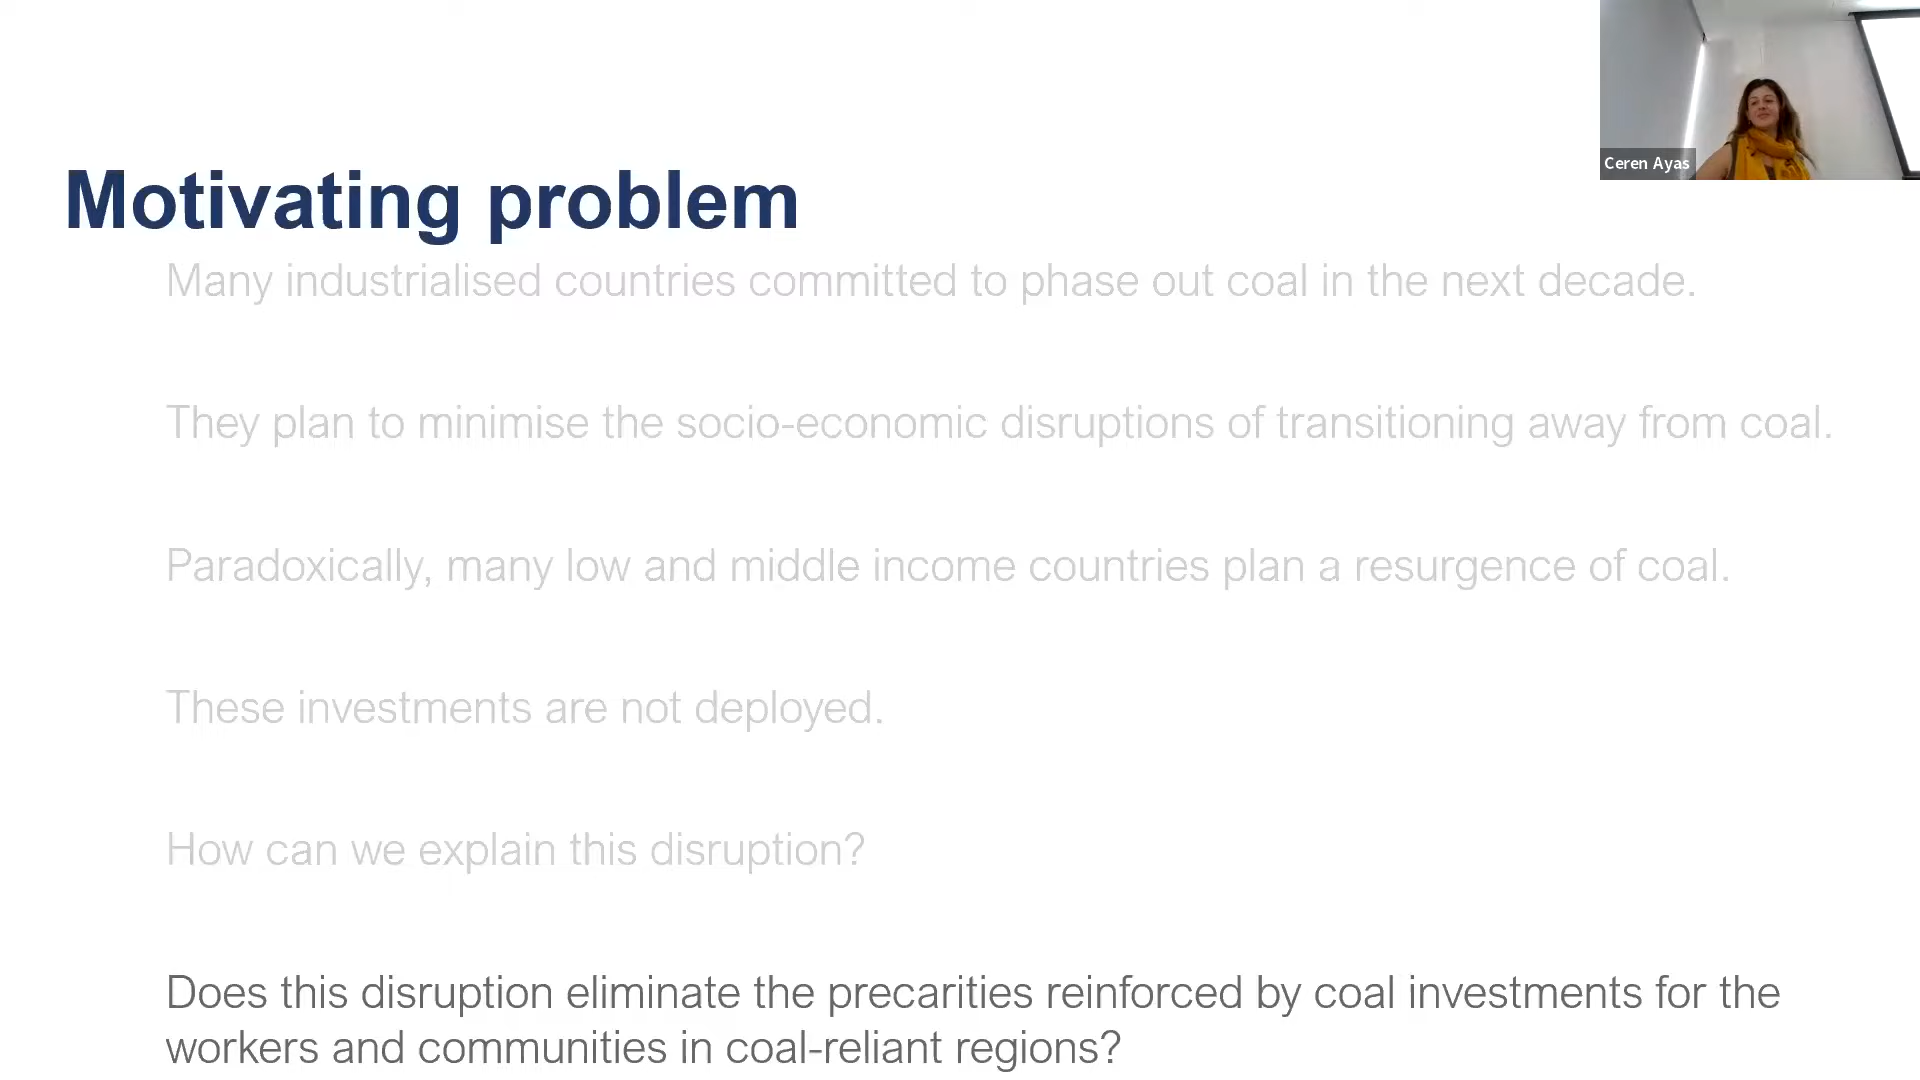 Ceren Ayas
Motivating problem
Many industrialised countries committed to phase out coal in the next decade.
They plan to minimise the socio-economic disruptions of transitioning away from coal.
Paradoxically, many low and middle income countries plan a resurgence of coal.
These investments are not deployed.
How can we explain this disruption?
Does this disruption eliminate the precarities reinforced by coal investments for the
workers and communities in coal-reliant regions?